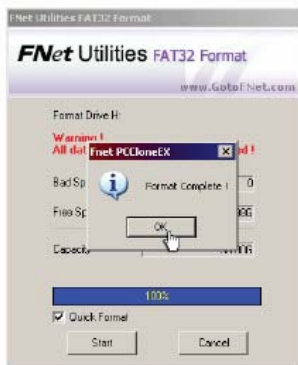 FNet Utilities FAT32 Format
FNet Utilities FAT32 Format
www.GotoFNet.com
Format Drive H:
Warning !
All dat
d !
Fnet PCCloneEX
Format Complete !
OK
Bad Sp
0
Free Sp
Capacity
100%
Quick Format
Start
Cancel